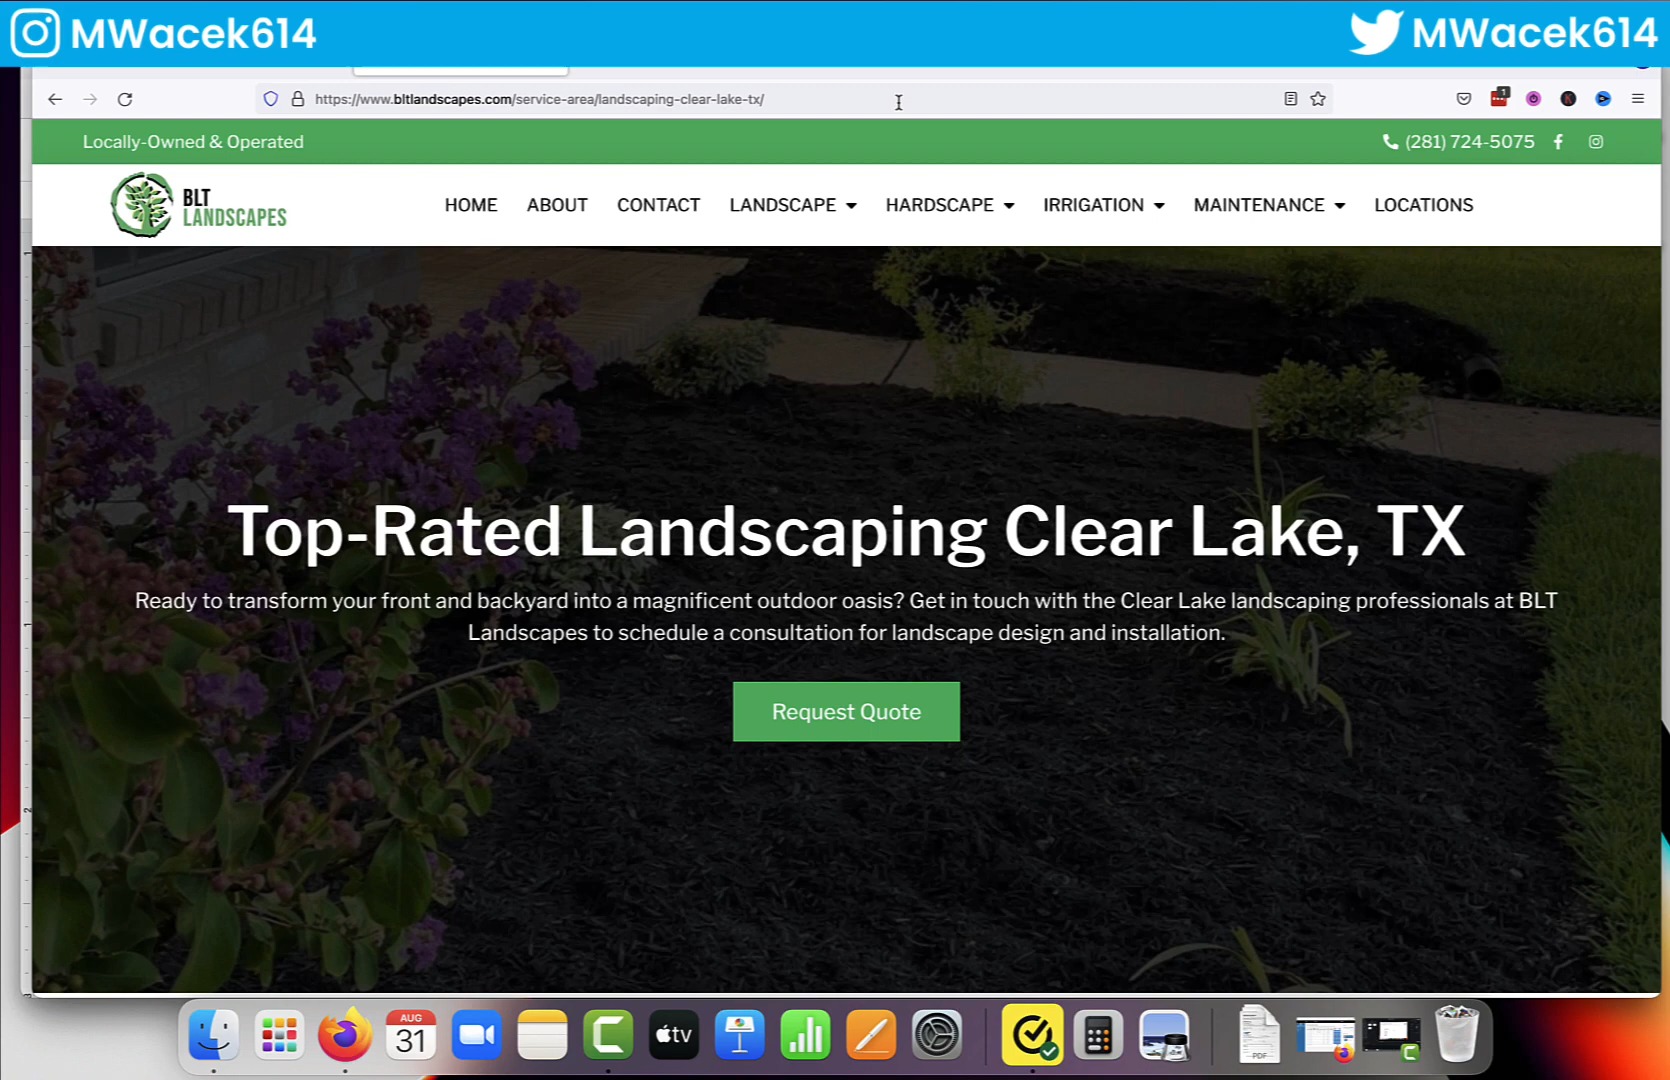 MWacek614
MWacek614
https://www.bltlandscapes.com/service-area/landscaping-clear-lake-tx/
1
Locally-Owned & Operated
(281) 724-5075
BLT
LANDSCAPES
HOME
ABOUT
CONTACT
LANDSCAPE
HARDSCAPE
IRRIGATION
MAINTENANCE
LOCATIONS
Top-Rated Landscaping Clear Lake, TX
Ready to transform your front and backyard into a magnificent outdoor oasis? Get in touch with the Clear Lake landscaping professionals at BLT
Landscapes to schedule a consultation for landscape design and installation.
Request Quote
AUG
31
tv
PDF